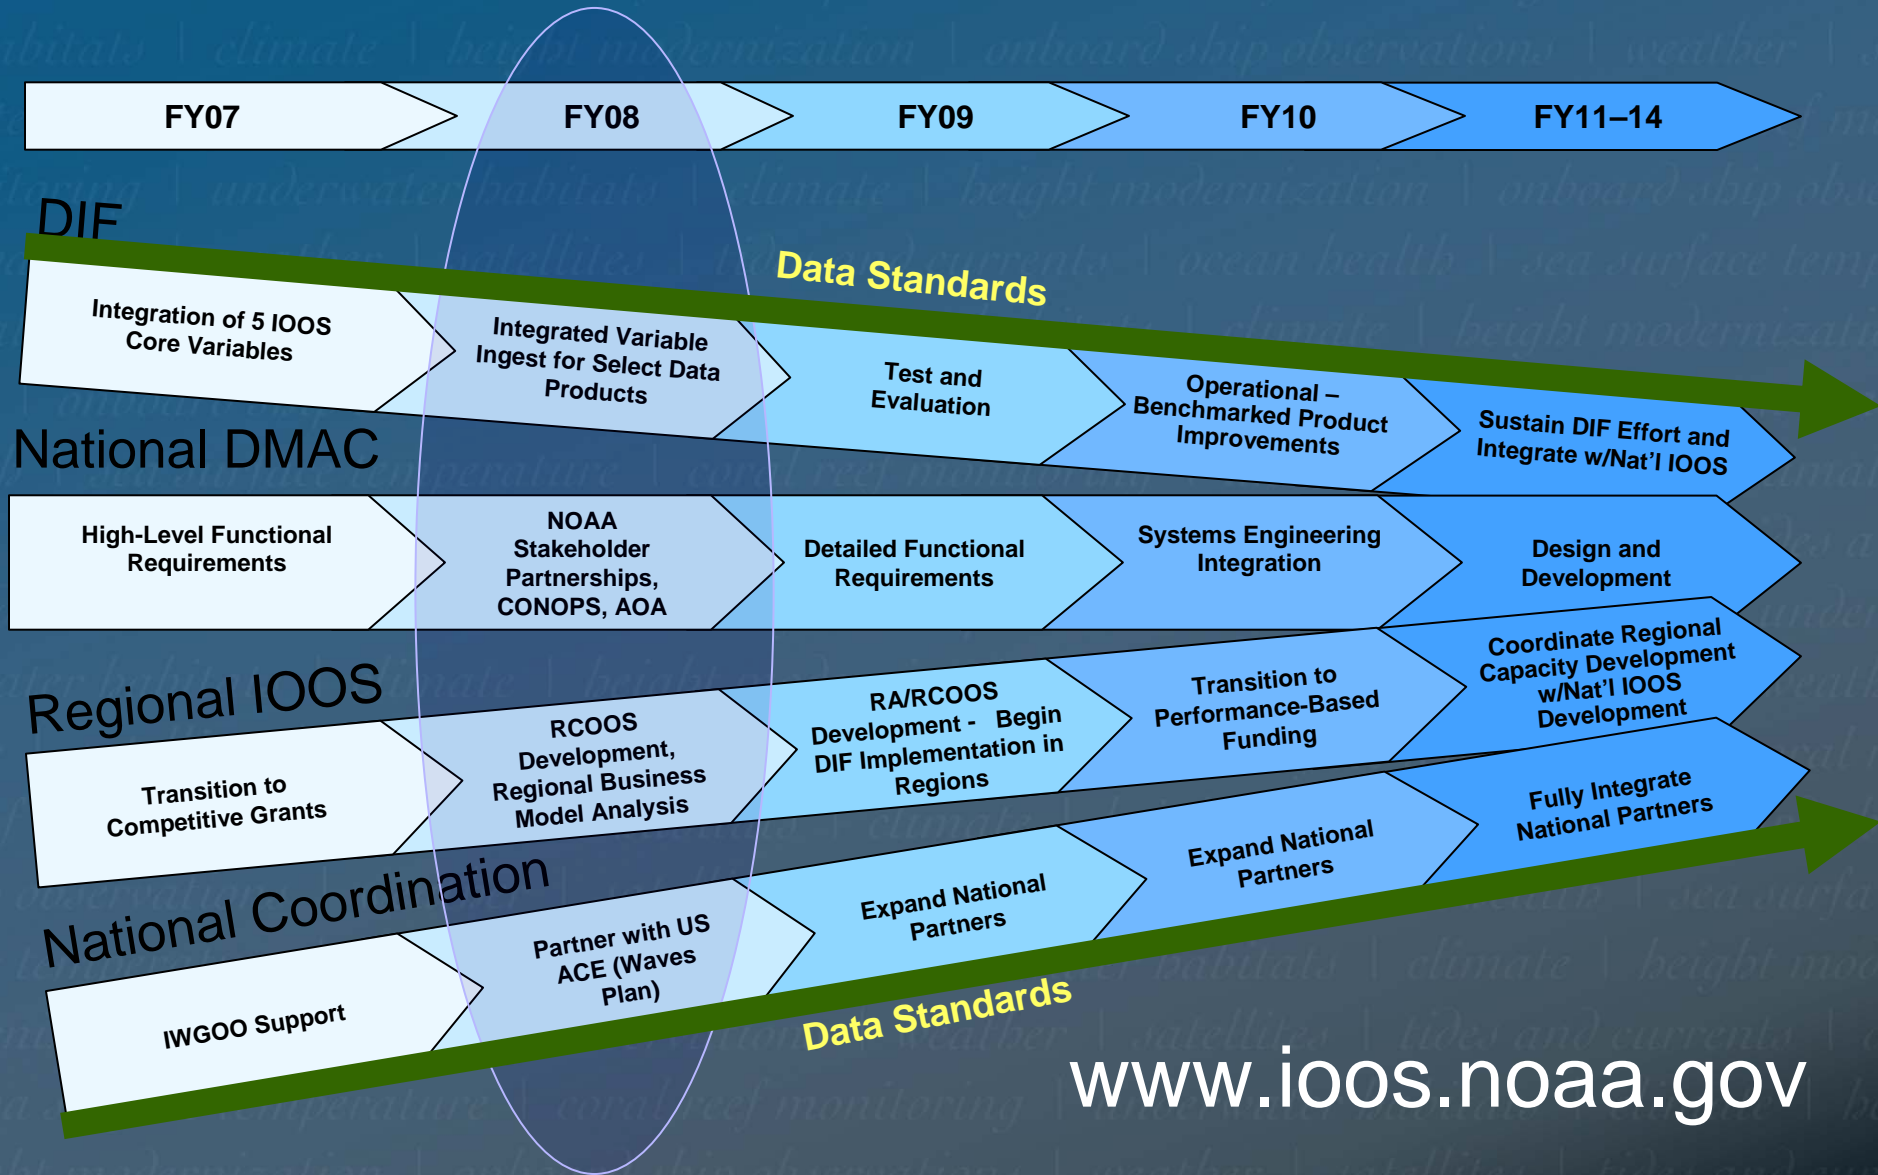 FY07
FY08
FY09
FY10
FY11–14
DIF
Data Standards
Integration of 5 IOOS
Core Variables
Integrated Variable
Ingest for Select Data
Products
Test and
Evaluation
Operational –
Benchmarked Product
Improvements
Sustain DIF Effort and
Integrate w/Nat'l IOOS
National DMAC
High-Level Functional
Requirements
NOAA
Stakeholder
Partnerships,
CONOPS, AOA
Detailed Functional
Requirements
Systems Engineering
Integration
Design and
Development
Regional IOOS
Transition to
Competitive Grants
RCOOS
Development,
Regional Business
Model Analysis
RA/RCOOS
Development - Begin
DIF Implementation in
Regions
Transition to
Performance-Based
Funding
Coordinate Regional
Capacity Development
w/Nat'l IOOS
Development
National Coordination
IWGOO Support
Partner with US
ACE (Waves
Plan)
Expand National
Partners
Expand National
Partners
Fully Integrate
National Partners
Data Standards
www.ioos.noaa.gov